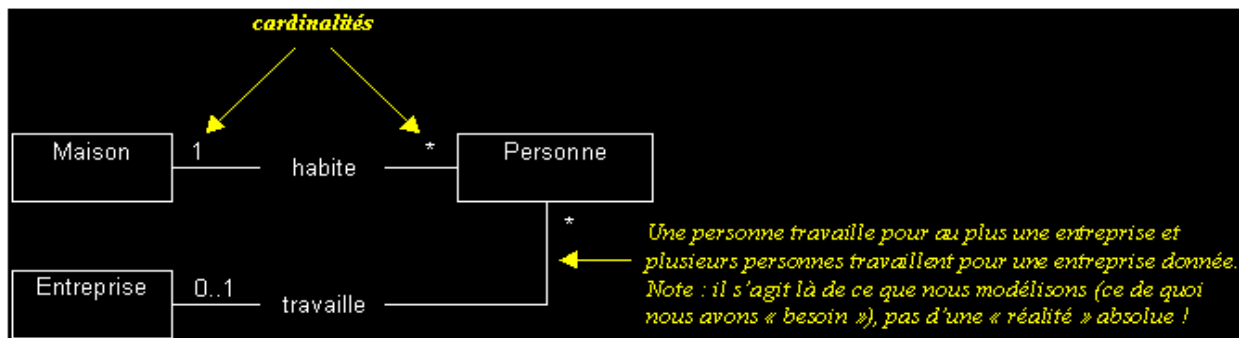 cardinalités
Maison
1
habite
*
Personne
*
Une personne travaille pour au plus une entreprise et
plusieurs personnes travaillent pour une entreprise donnée.
Note : il s'agit là de ce que nous modélisons (ce de quoi
nous avons « besoin »), pas d'une « réalité » absolue !
Entreprise
0..1
travaille